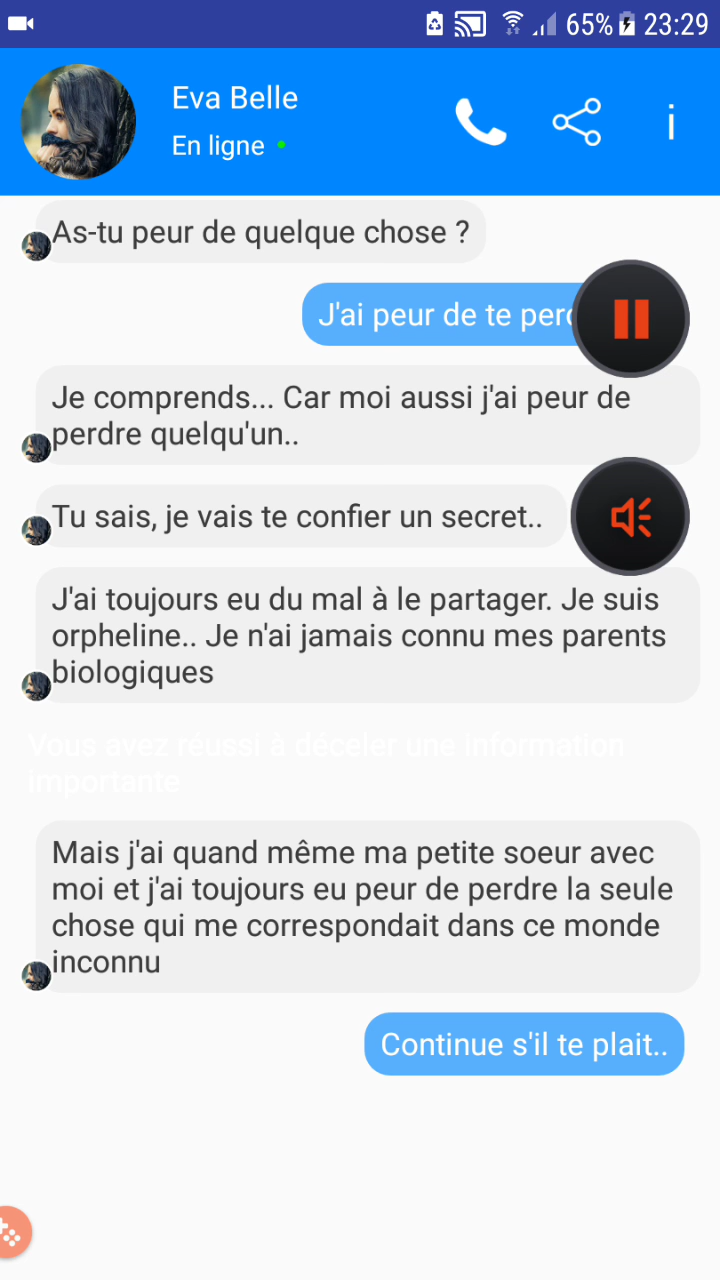 65% 23:29
Eva Belle
En ligne
As-tu peur de quelque chose ?
J'ai peur de te
Je comprends... Car moi aussi j'ai peur de
perdre quelqu'un..
Tu sais, je vais te confier un secret..
J'ai toujours eu du mal à le partager. Je suis
orpheline.. Je n'ai jamais connu mes parents
biologiques
Vous avez réussi à déceler une information
importante
Mais j'ai quand même ma petite soeur avec
moi et j'ai toujours eu peur de perdre la seule
chose qui me correspondait dans ce monde
inconnu
Continue s'il te plait..